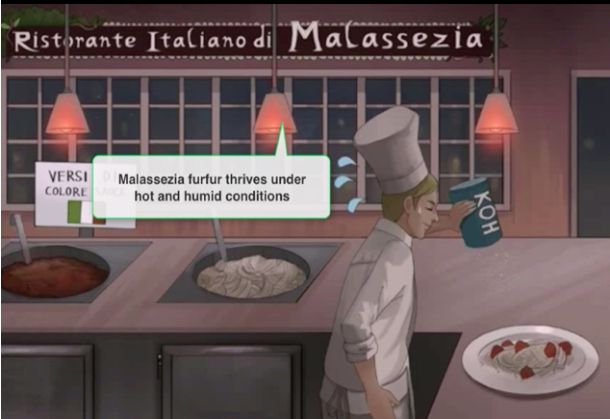 Ristorante Italiano di Malassezia
VERSI
COLORE
Malassezia furfur thrives under
hot and humid conditions
KOH